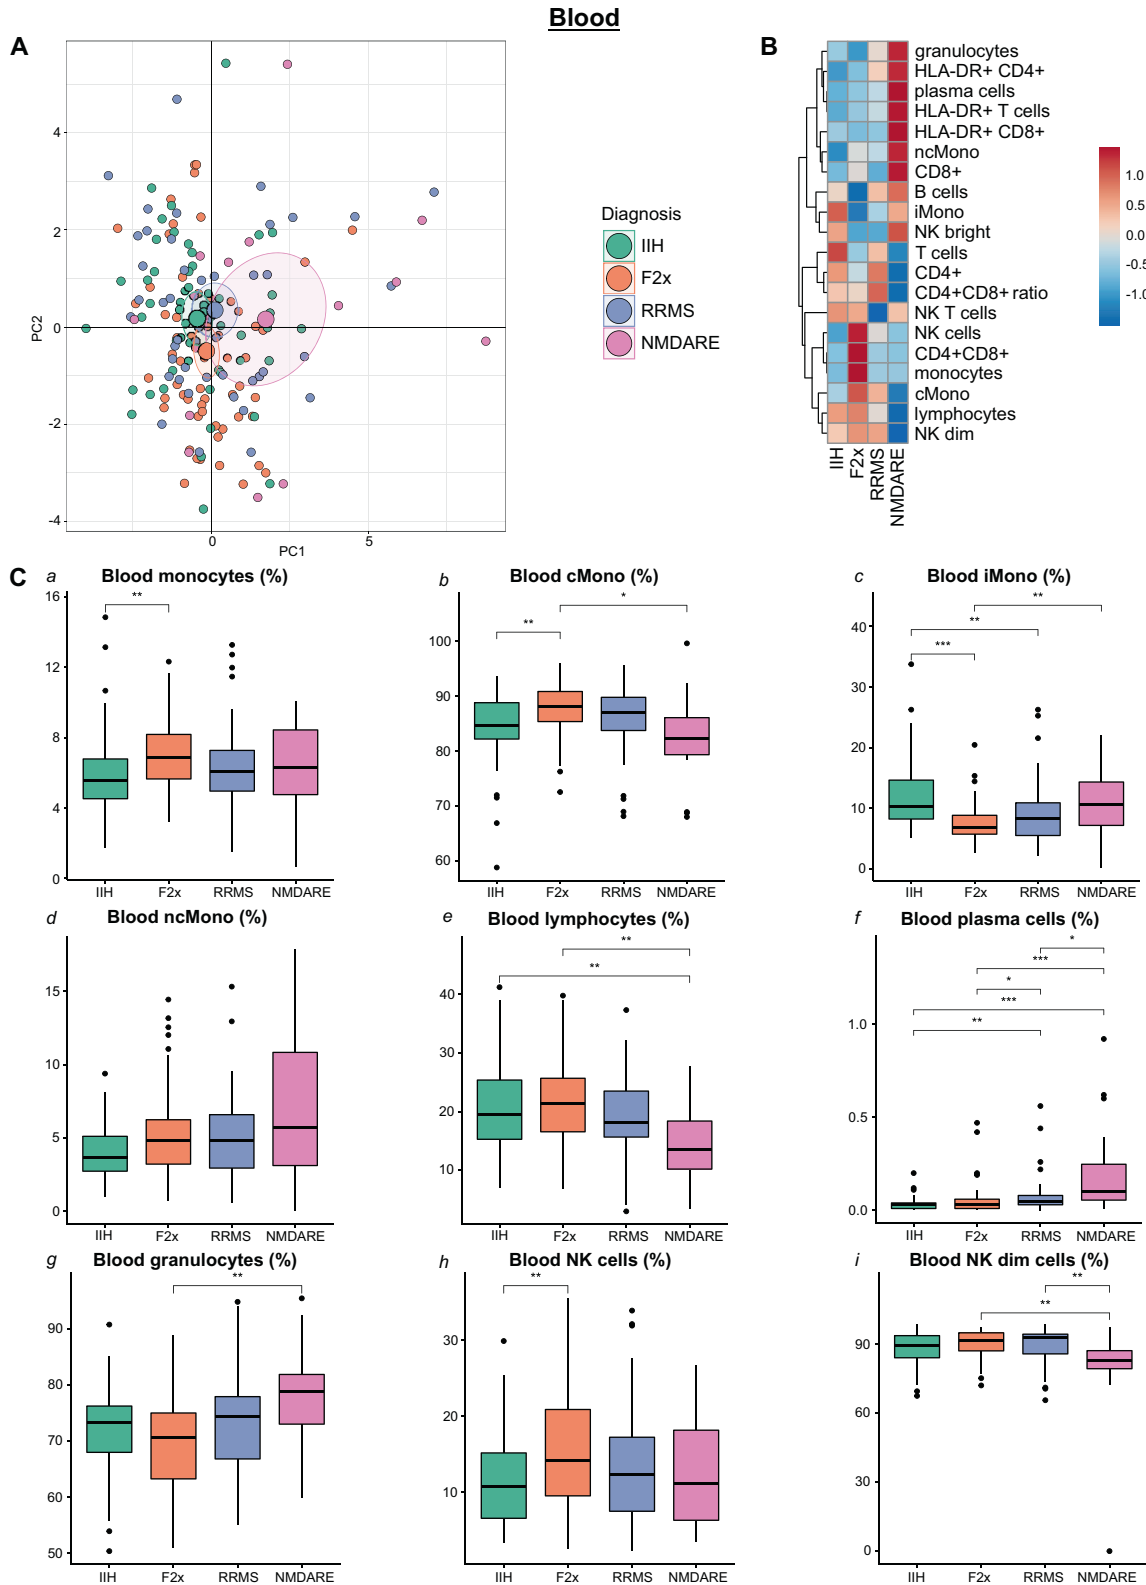 Blood
A
4
2
0
-2
-4
0
5
PC1
PC2
Diagnosis
IIH
F2x
RRMS
NMDARE
B
granulocytes
HLA-DR+ CD4+
plasma cells
HLA-DR+ T cells
HLA-DR+ CD8+
ncMono
CD8+
B cells
iMono
NK bright
T cells
CD4+
CD4+CD8+ ratio
NK T cells
NK cells
CD4+CD8+
monocytes
cMono
lymphocytes
NK dim
IIH
F2x
RRMS
NMDARE
1.0
0.5
0.0
-0.5
-1.0
C
a
Blood monocytes (%)
**
16
12
8
4
0
IIH F2x RRMS NMDARE
b
Blood cMono (%)
*
**
100
90
80
70
60
IIH F2x RRMS NMDARE
c
Blood iMono (%)
**
**
***
40
30
20
10
0
IIH F2x RRMS NMDARE
d
Blood ncMono (%)
15
10
5
0
IIH F2x RRMS NMDARE
e
Blood lymphocytes (%)
**
**
40
30
20
10
IIH F2x RRMS NMDARE
f
Blood plasma cells (%)
*
***
*
***
**
1.0
0.5
0.0
IIH F2x RRMS NMDARE
g
Blood granulocytes (%)
**
90
80
70
60
50
IIH F2x RRMS NMDARE
h
Blood NK cells (%)
**
30
20
10
IIH F2x RRMS NMDARE
i
Blood NK dim cells (%)
**
**
90
60
30
0
IIH F2x RRMS NMDARE